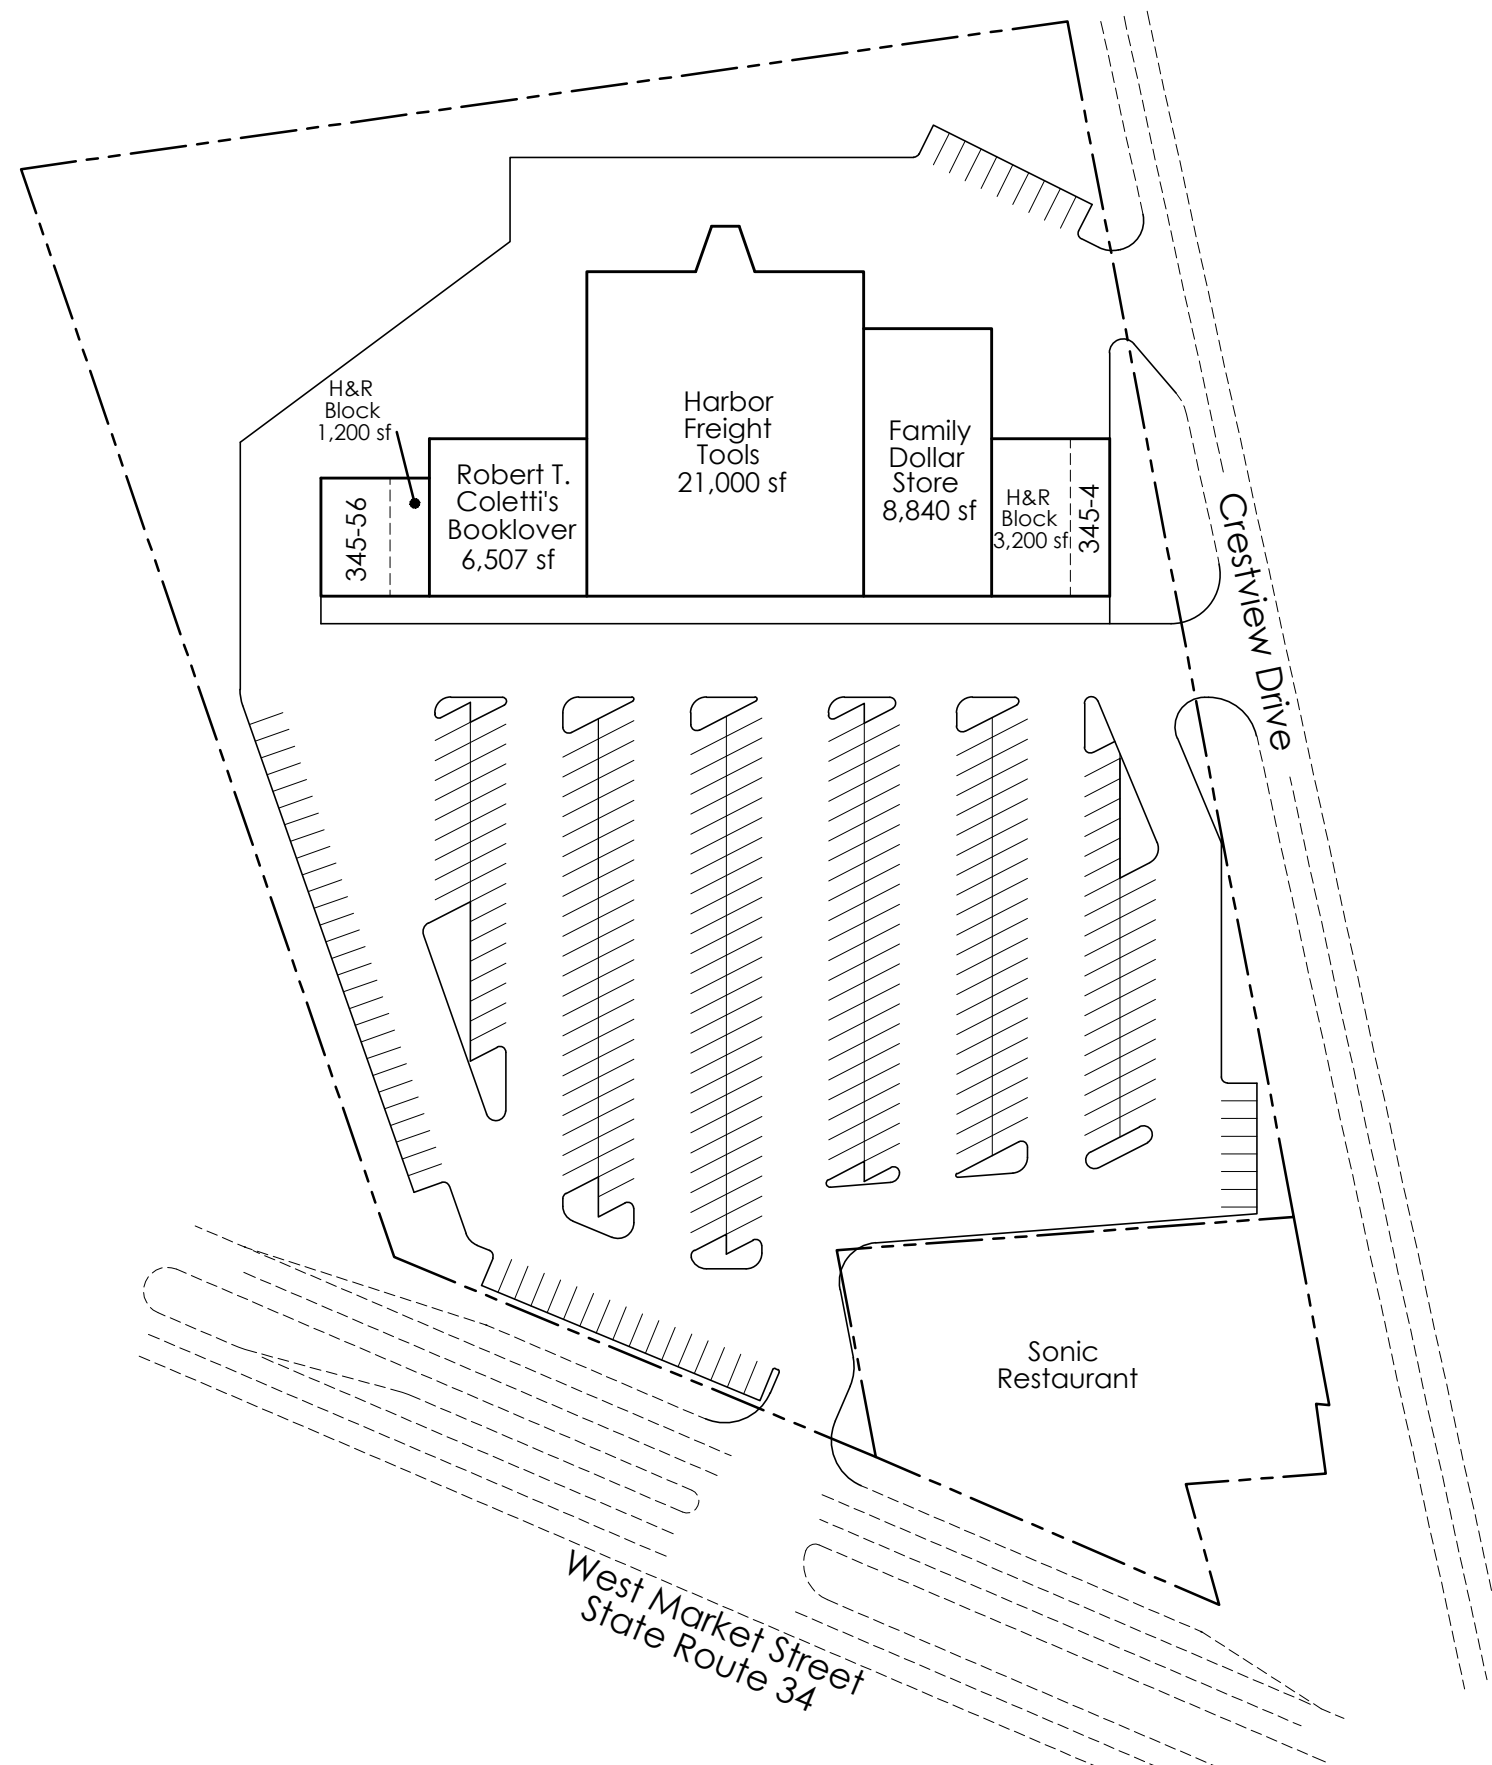 H&R
Block
1,200 sf
345-56
Robert T.
Coletti's
Booklover
6,507 sf
Harbor
Freight
Tools
21,000 sf
Family
Dollar
Store
8,840 sf
H&R
Block
3,200 sf
345-4
Crestview Drive
Sonic
Restaurant
West Market Street
State Route 34